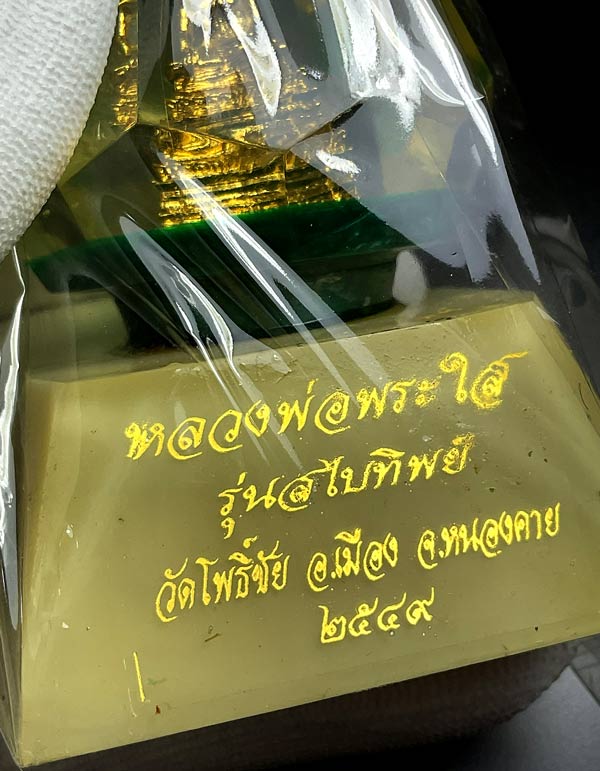 หลวงพ่อพระใส
รุ่นสไบทิพย์
วัดโพธิ์ชัย อ.เมือง จ.หนองคาย
๒๕๔๙